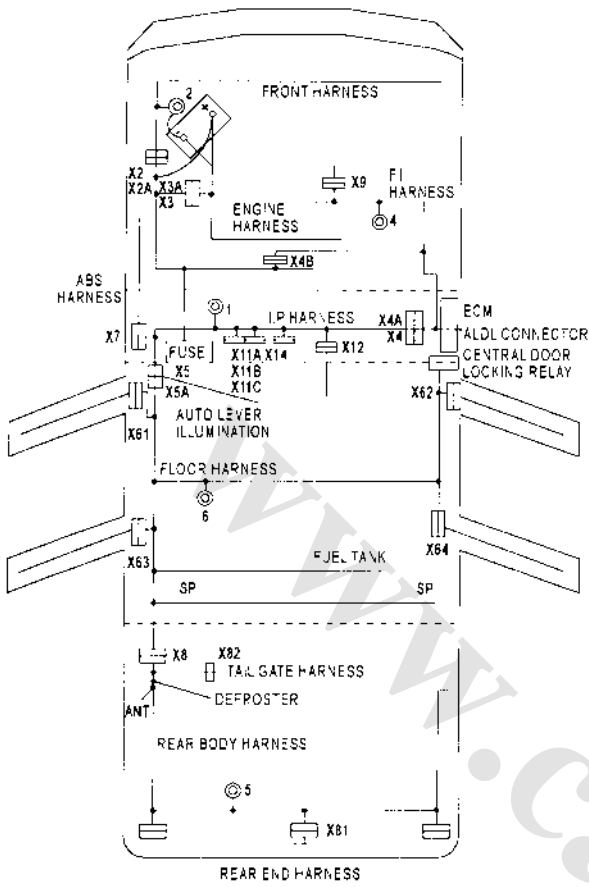 FRONT HARNESS
2
X2
X2A
X3A
X3
X9
FI
HARNESS
4
ENGINE
HARNESS
X4B
ABS
HARNESS
1
I.P HARNESS
X4A
X4
ECM
ALDL CONNECTOR
CENTRAL DOOR
LOCKING RELAY
X7
FUSE
X11A
X11B
X11C
X14
X12
X5
X5A
X61
AUTO LEVER
ILLUMINATION
X62
FLOOR HARNESS
6
X63
X64
FUEL TANK
SP
SP
X8
X82
TAIL GATE HARNESS
DEFROSTER
ANT
REAR BODY HARNESS
5
X81
REAR END HARNESS
www.c